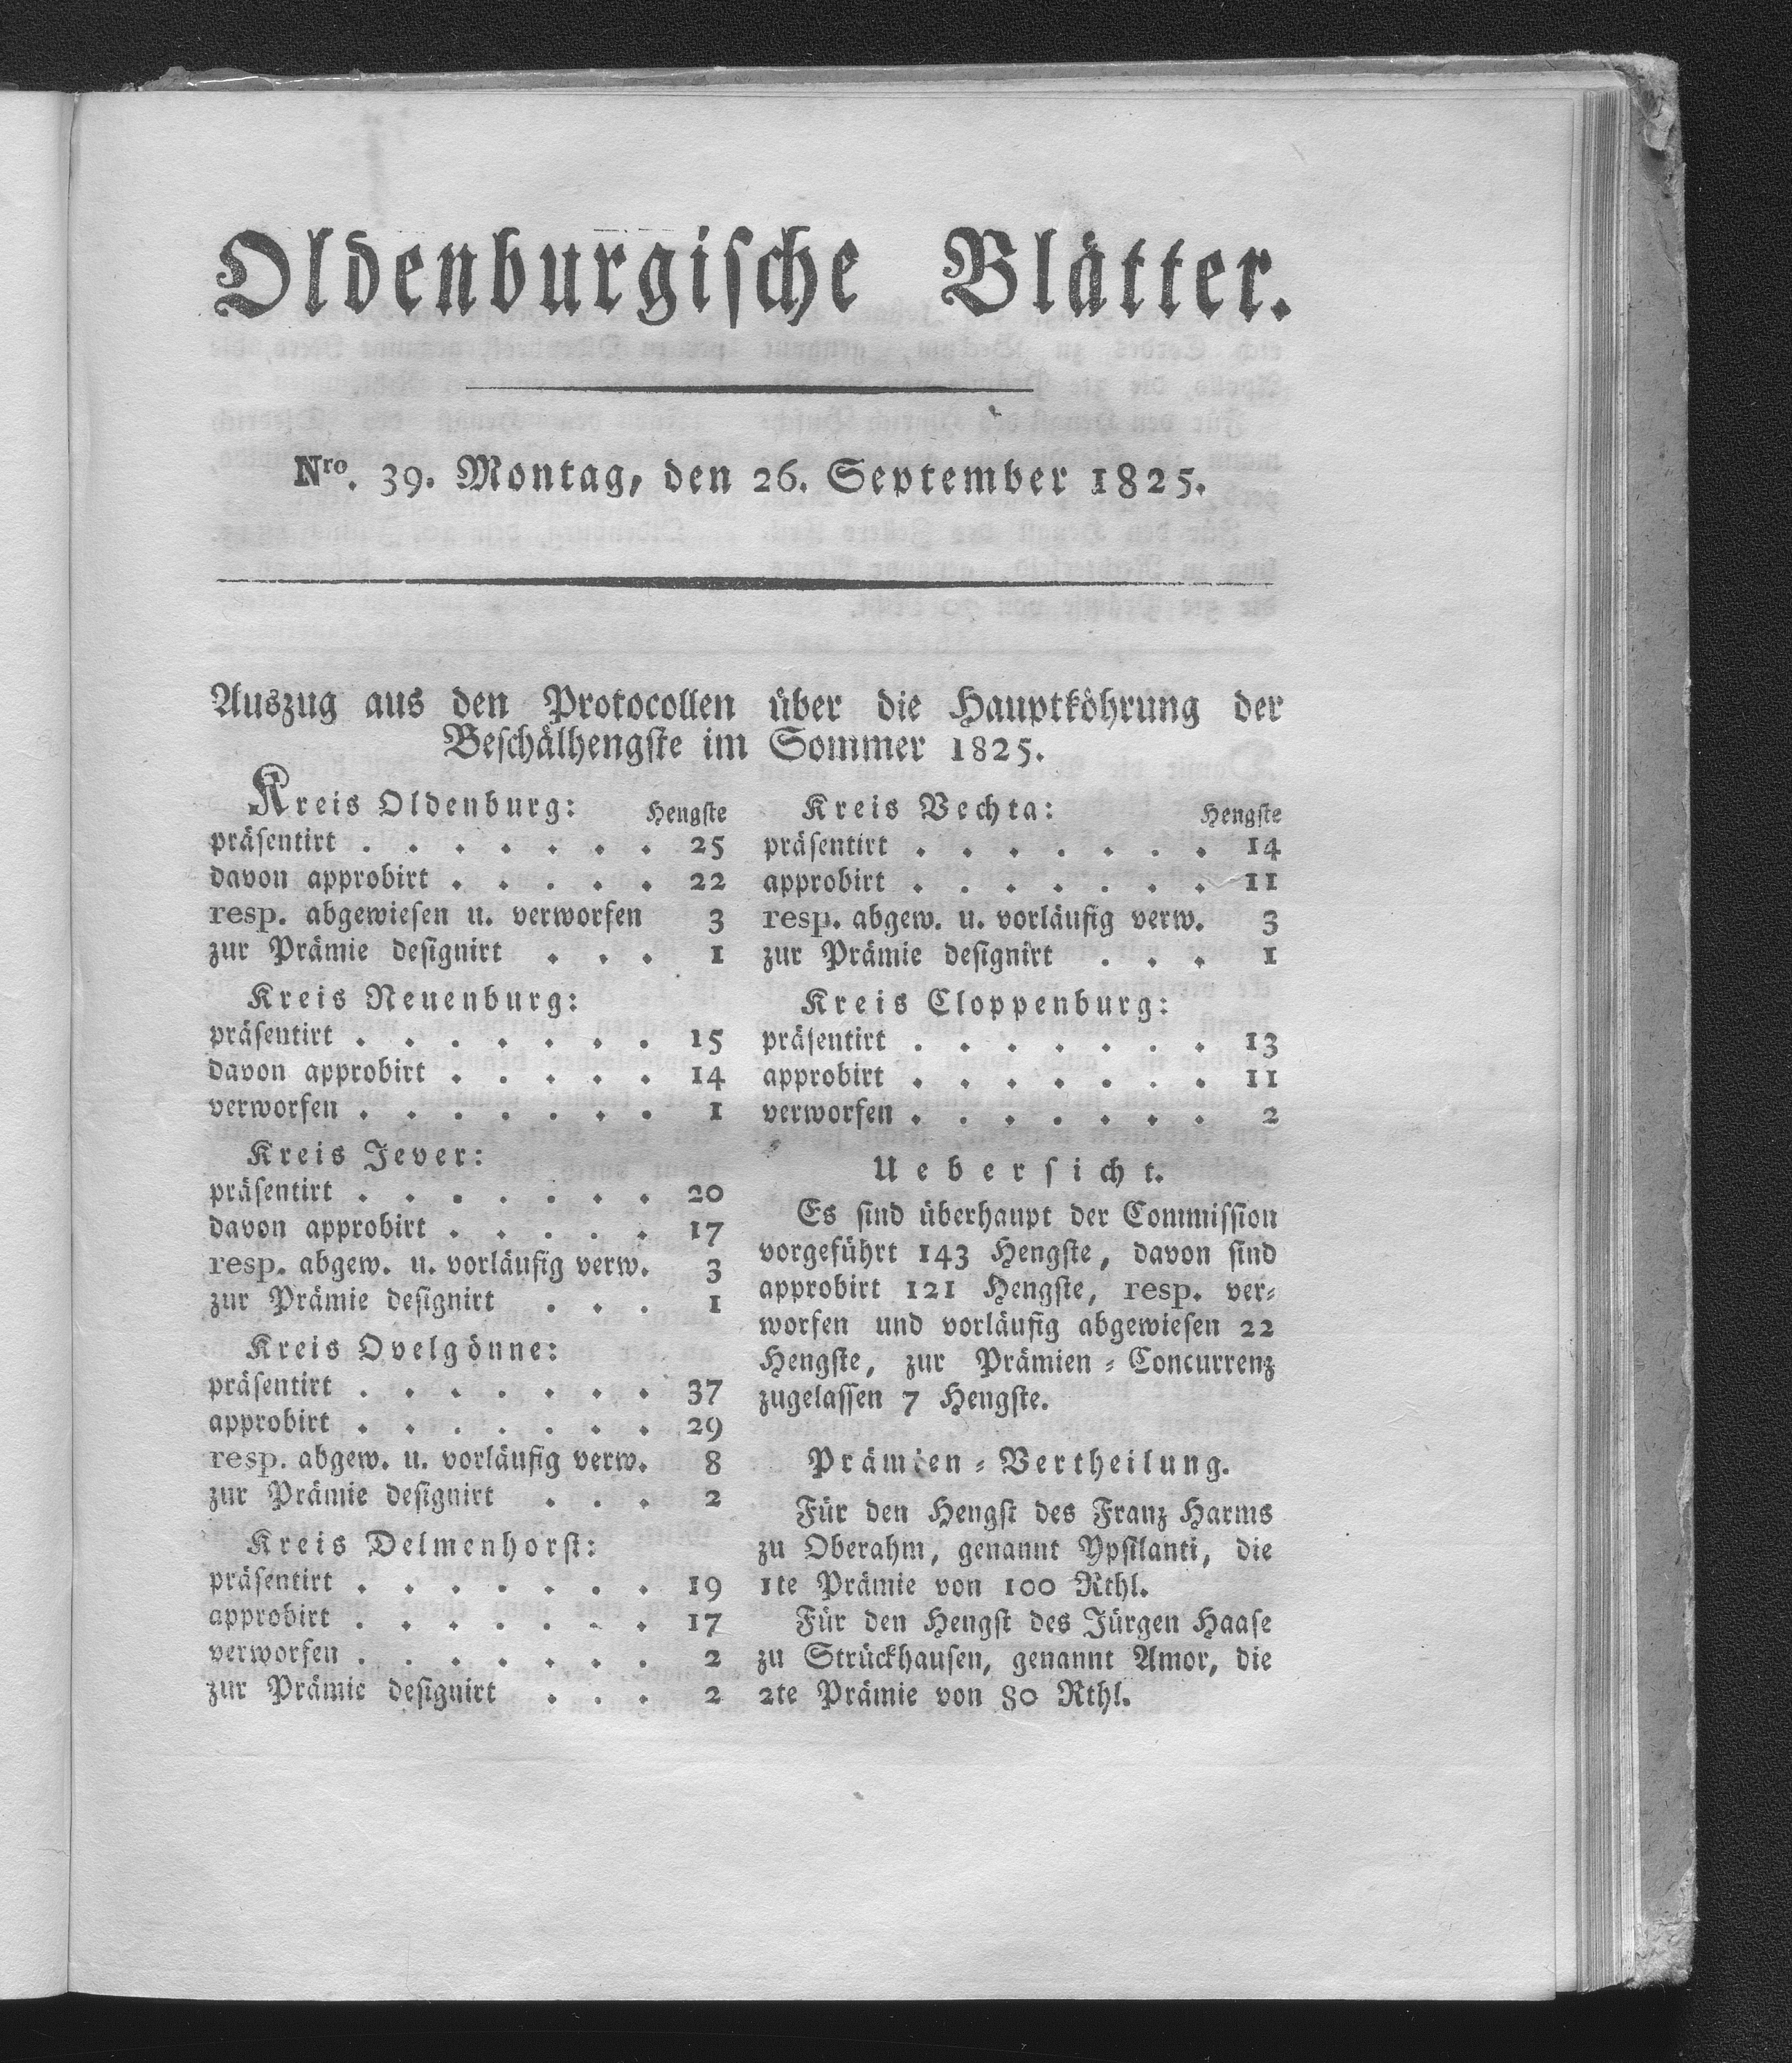 Oldenburgische Blätter.
Nro. 39. Montag, den 26. September 1825.
Auszug aus den Protocollen über die Hauptköhrung der
Beschälhengste im Sommer 1825.
Kreis Oldenburg: Hengste
präsentirt . . . . . . . 25
davon approbirt . . . . . 22
resp. abgewiesen u. verworfen 3
zur Prämie designirt . . . 1
Kreis Neuenburg:
präsentirt . . . . . . . 15
davon approbirt . . . . . 14
verworfen . . . . . . . 1
Kreis Jever:
präsentirt . . . . . . . 20
davon approbirt . . . . . 17
resp. abgew. u. vorläufig verw. 3
zur Prämie designirt . . . 1
Kreis Ovelgönne:
präsentirt . . . . . . . 37
approbirt . . . . . . . 29
resp. abgew. u. vorläufig verw. 8
zur Prämie designirt . . . 2
Kreis Delmenhorst:
präsentirt . . . . . . . 19
approbirt . . . . . . . 17
verworfen . . . . . . . 2
zur Prämie designirt . . . 2
Kreis Vechta: Hengste
präsentirt . . . . . . . 14
approbirt . . . . . . . 11
resp. abgew. u. vorläufig verw. 3
zur Prämie designirt . . . 1
Kreis Cloppenburg:
präsentirt . . . . . . . 13
approbirt . . . . . . . 11
verworfen . . . . . . . 2
Uebersicht.
Es sind überhaupt der Commission
vorgeführt 143 Hengste, davon sind
approbirt 121 Hengste, resp. ver-
worfen und vorläufig abgewiesen 22
Hengste, zur Prämien-Concurrenz
zugelassen 7 Hengste.
Prämien-Vertheilung.
Für den Hengst des Franz Harms
zu Oberahm, genannt Ypsilanti, die
1te Prämie von 100 Rthl.
Für den Hengst des Jürgen Haase
zu Strückhausen, genannt Amor, die
2te Prämie von 80 Rthl.